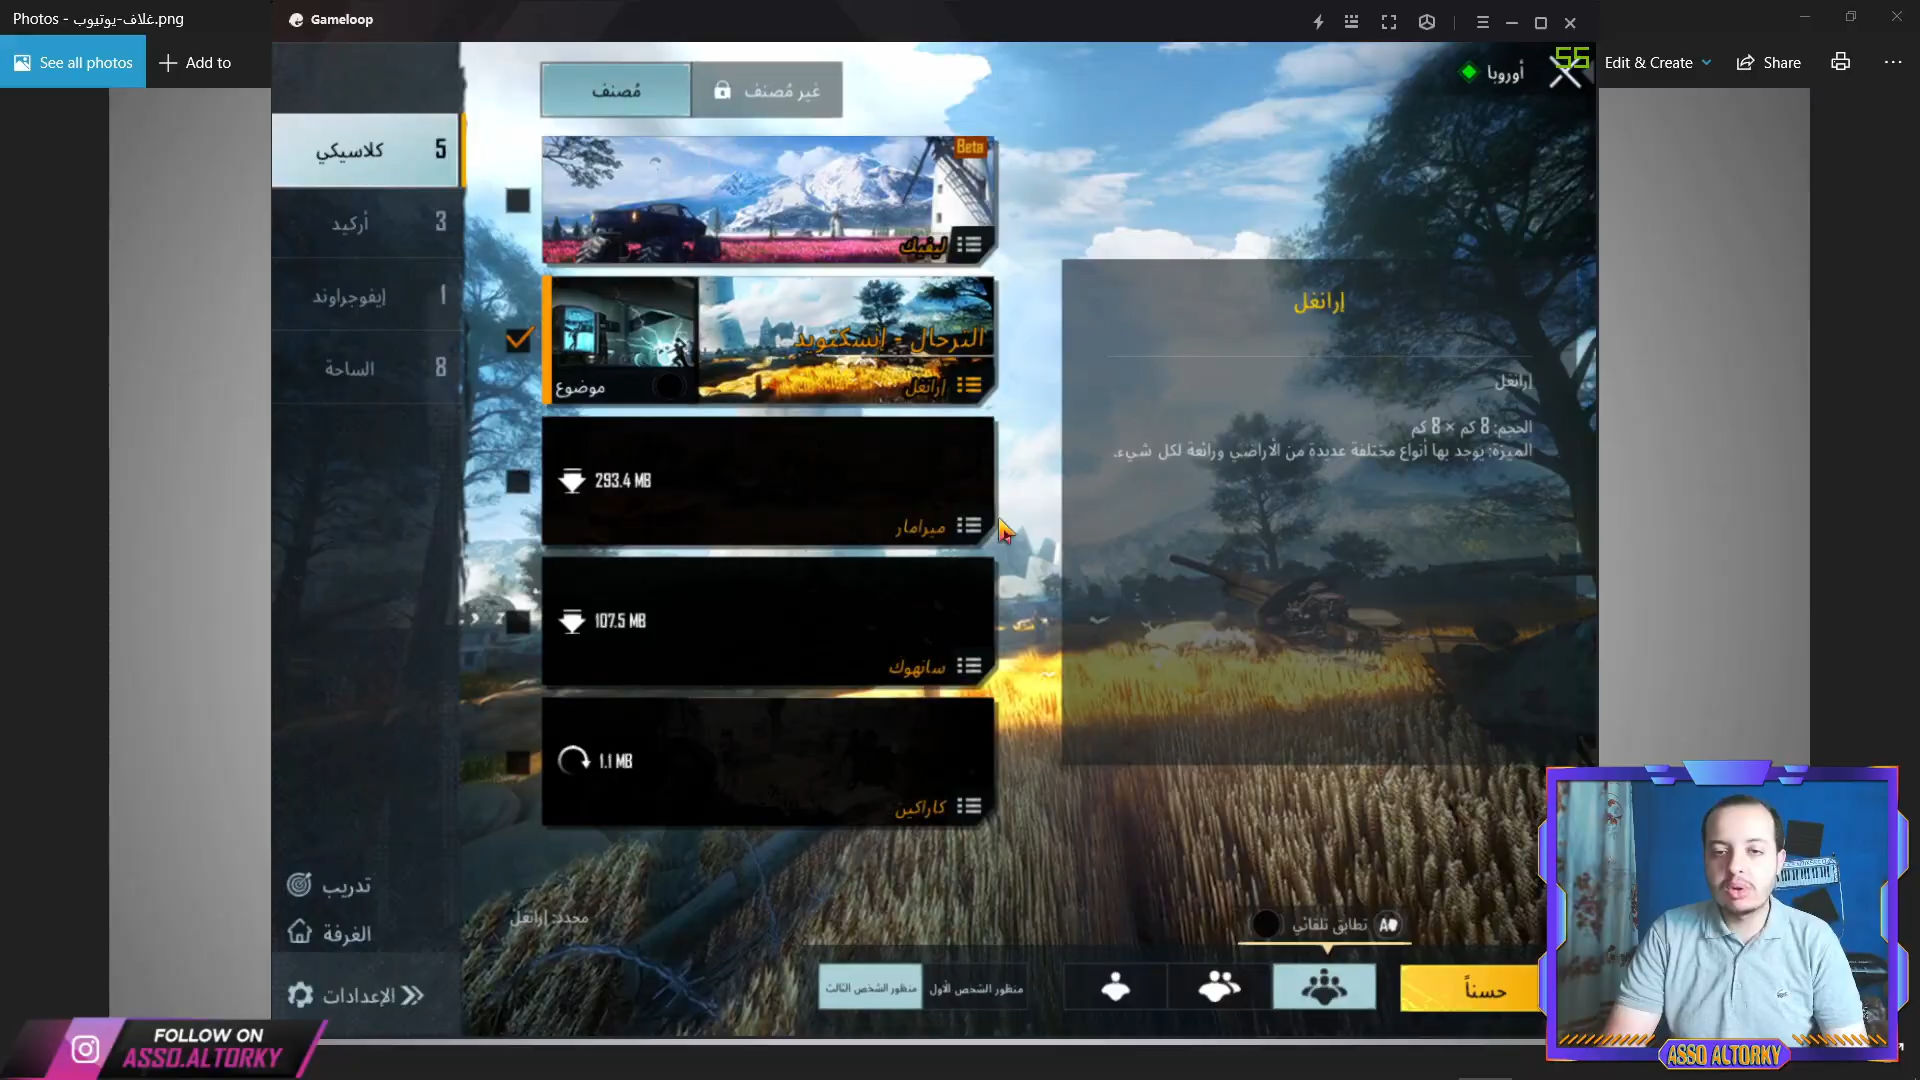 Photos - غلاف-يوتيوب.png
Gameloop
See all photos
Add to
Edit & Create
Share
55
أوروبا
مُصنف
غير مُصنف
كلاسيكي 5
أركيد 3
إيفوجراوند 1
الساحة 8
Beta
ليفيك
الترحال - إنسكتويد
موضوع
إرانغل
293.4 MB
ميرامار
107.5 MB
سانهوك
1.1 MB
كاراكين
إرانغل
إرانغل
الحجم: 8 كم × 8 كم
الميزة: يوجد بها أنواع مختلفة عديدة من الأراضي ورائعة لكل شيء.
تدريب
الغرفة
الإعدادات
محدد: إرانغل
تطابق تلقائي
منظور الشخص الثالث
منظور الشخص الأول
حسناً
FOLLOW ON
ASSO.ALTORKY
ASSO ALTORKY